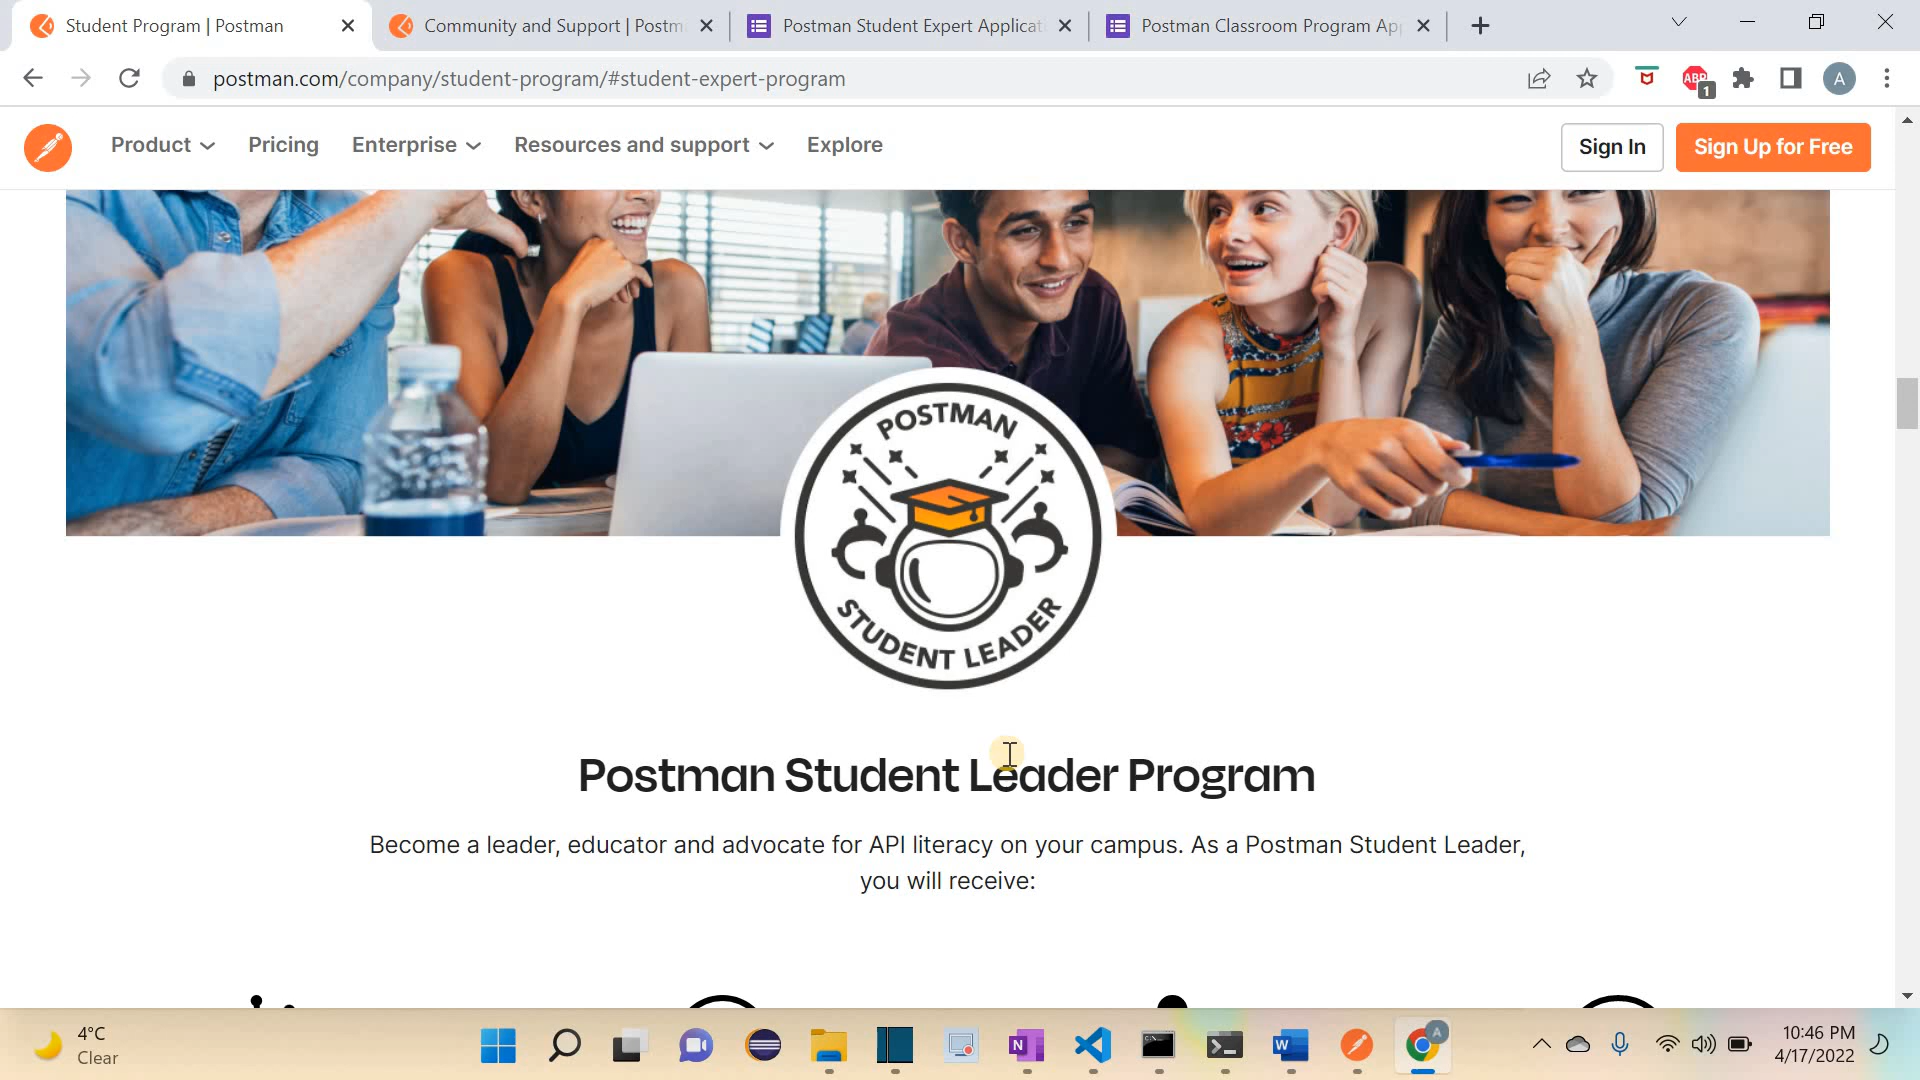 Student Program | Postman
Community and Support | Postm
Postman Student Expert Applicati
Postman Classroom Program Ap
postman.com/company/student-program/#student-expert-program
ABP
1
A
Product
Pricing
Enterprise
Resources and support
Explore
Sign In
Sign Up for Free
POSTMAN
STUDENT LEADER
Postman Student Leader Program
Become a leader, educator and advocate for API literacy on your campus. As a Postman Student Leader,
you will receive:
4°C
Clear
N
W
A
10:46 PM
4/17/2022